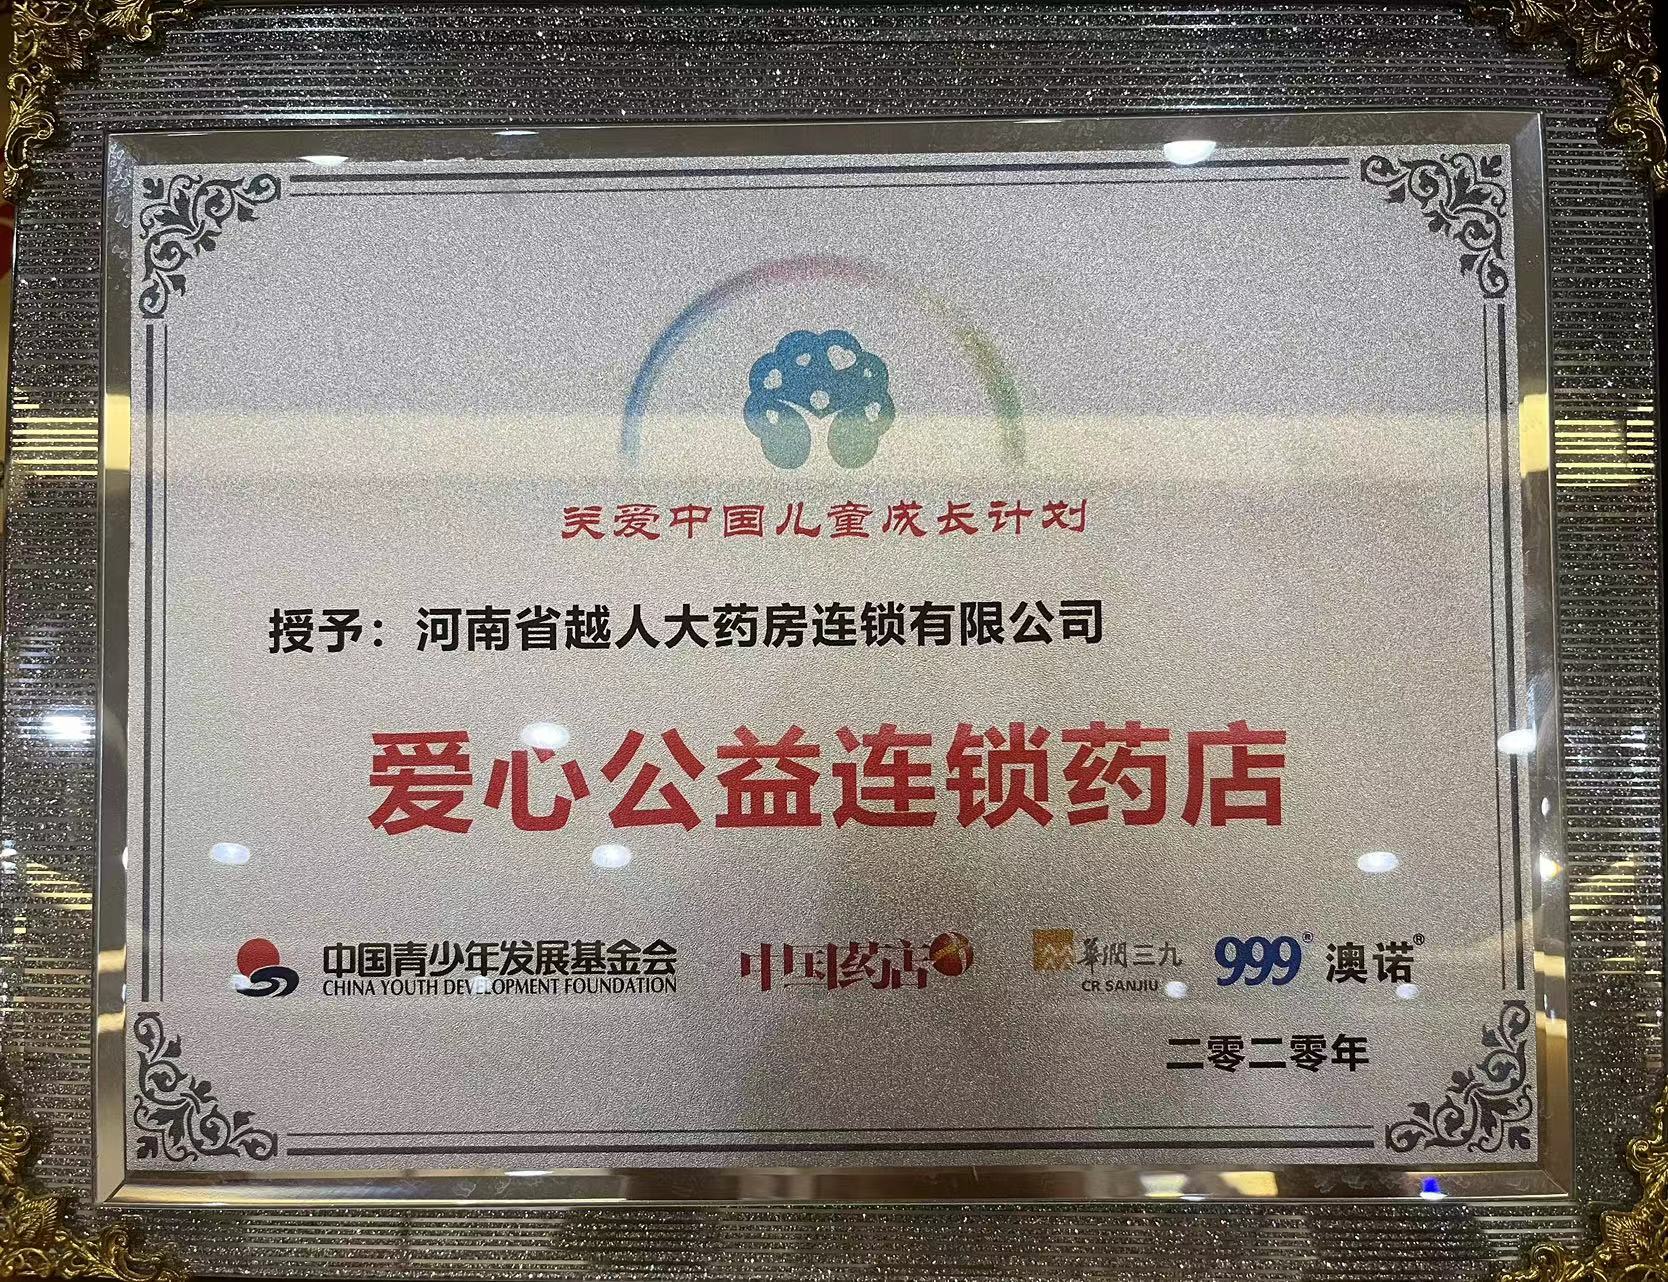 关爱中国儿童成长计划
授予：河南省越人大药房连锁有限公司
爱心公益连锁药店
中国青少年发展基金会
CHINA YOUTH DEVELOPMENT FOUNDATION
中国药店
華潤三九
CR SANJIU
999® 澳诺®
二零二零年